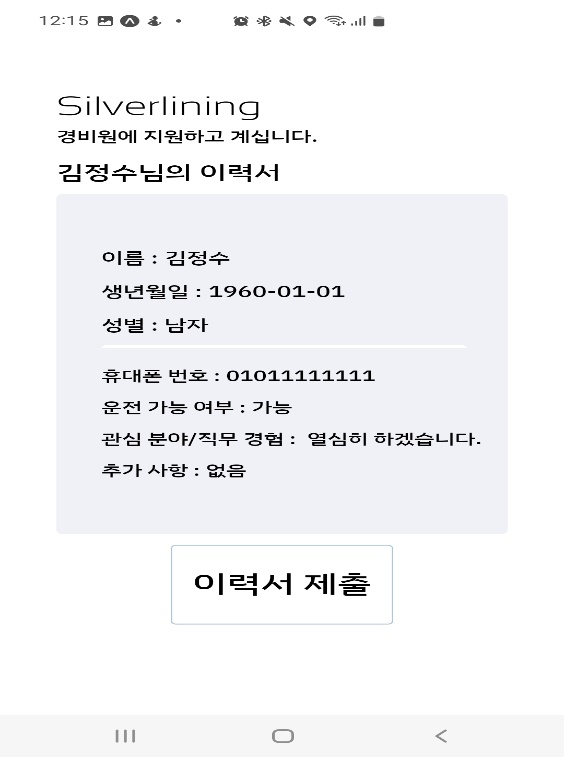 12:15
Silverlining
경비원에 지원하고 계십니다.
김정수님의 이력서
이름 : 김정수
생년월일 : 1960-01-01
성별 : 남자
휴대폰 번호 : 01011111111
운전 가능 여부 : 가능
관심 분야/직무 경험 : 열심히 하겠습니다.
추가 사항 : 없음
이력서 제출